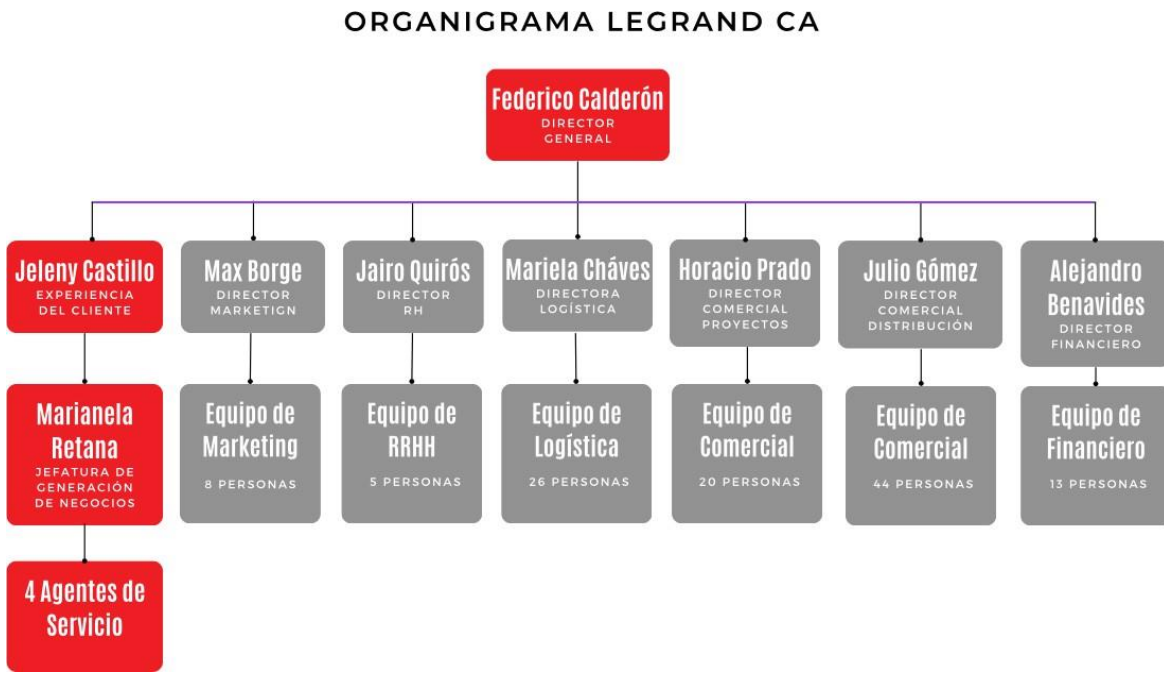 ORGANIGRAMA LEGRAND CA
Federico Calderón
DIRECTOR
GENERAL
Jeleny Castillo
EXPERIENCIA
DEL CLIENTE
Max Borge
DIRECTOR
MARKETIGN
Jairo Quirós
DIRECTOR
RH
Mariela Cháves
DIRECTORA
LOGÍSTICA
Horacio Prado
DIRECTOR
COMERCIAL
PROYECTOS
Julio Gómez
DIRECTOR
COMERCIAL
DISTRIBUCIÓN
Alejandro
Benavides
DIRECTOR
FINANCIERO
Marianela
Retana
JEFATURA DE
GENERACIÓN
DE NEGOCIOS
Equipo de
Marketing
8 PERSONAS
Equipo de
RRHH
5 PERSONAS
Equipo de
Logística
26 PERSONAS
Equipo de
Comercial
20 PERSONAS
Equipo de
Comercial
44 PERSONAS
Equipo de
Financiero
13 PERSONAS
4 Agentes de
Servicio